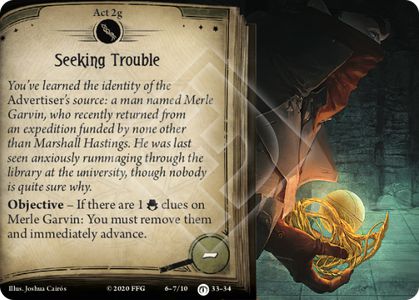 Act 2g
Seeking Trouble
You've learned the identity of the
Advertiser's source: a man named Merle
Garvin, who recently returned from
an expedition funded by none other
than Marshall Hastings. He was last
seen anxiously rummaging through the
library at the university, though nobody
is quite sure why.
Objective – If there are 1 clues on
Merle Garvin: You must remove them
and immediately advance.
–
Illus. Joshua Cairós
© 2020 FFG
6–7/10
33–34